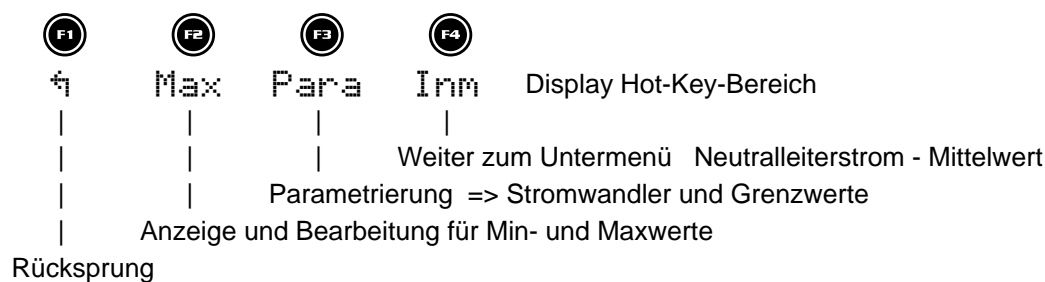 F1 F2 F3 F4
↰ Max Para Inm Display Hot-Key-Bereich
| | | |
| | | Weiter zum Untermenü Neutralleiterstrom - Mittelwert
| | Parametrierung => Stromwandler und Grenzwerte
| Anzeige und Bearbeitung für Min- und Maxwerte
Rücksprung